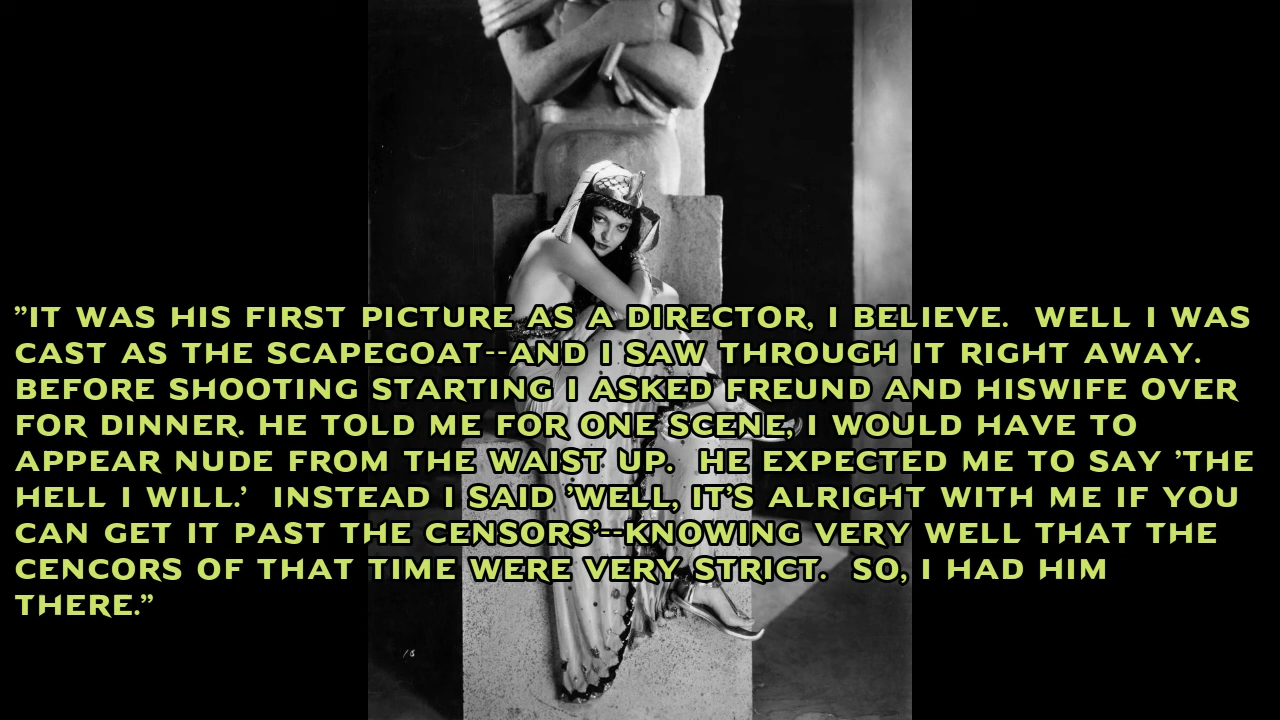 "IT WAS HIS FIRST PICTURE AS A DIRECTOR, I BELIEVE.  WELL I WAS
CAST AS THE SCAPEGOAT--AND I SAW THROUGH IT RIGHT AWAY.
BEFORE SHOOTING STARTING I ASKED FREUND AND HISWIFE OVER
FOR DINNER. HE TOLD ME FOR ONE SCENE, I WOULD HAVE TO
APPEAR NUDE FROM THE WAIST UP.  HE EXPECTED ME TO SAY 'THE
HELL I WILL.'  INSTEAD I SAID 'WELL, IT'S ALRIGHT WITH ME IF YOU
CAN GET IT PAST THE CENSORS'--KNOWING VERY WELL THAT THE
CENCORS OF THAT TIME WERE VERY STRICT.  SO, I HAD HIM
THERE."